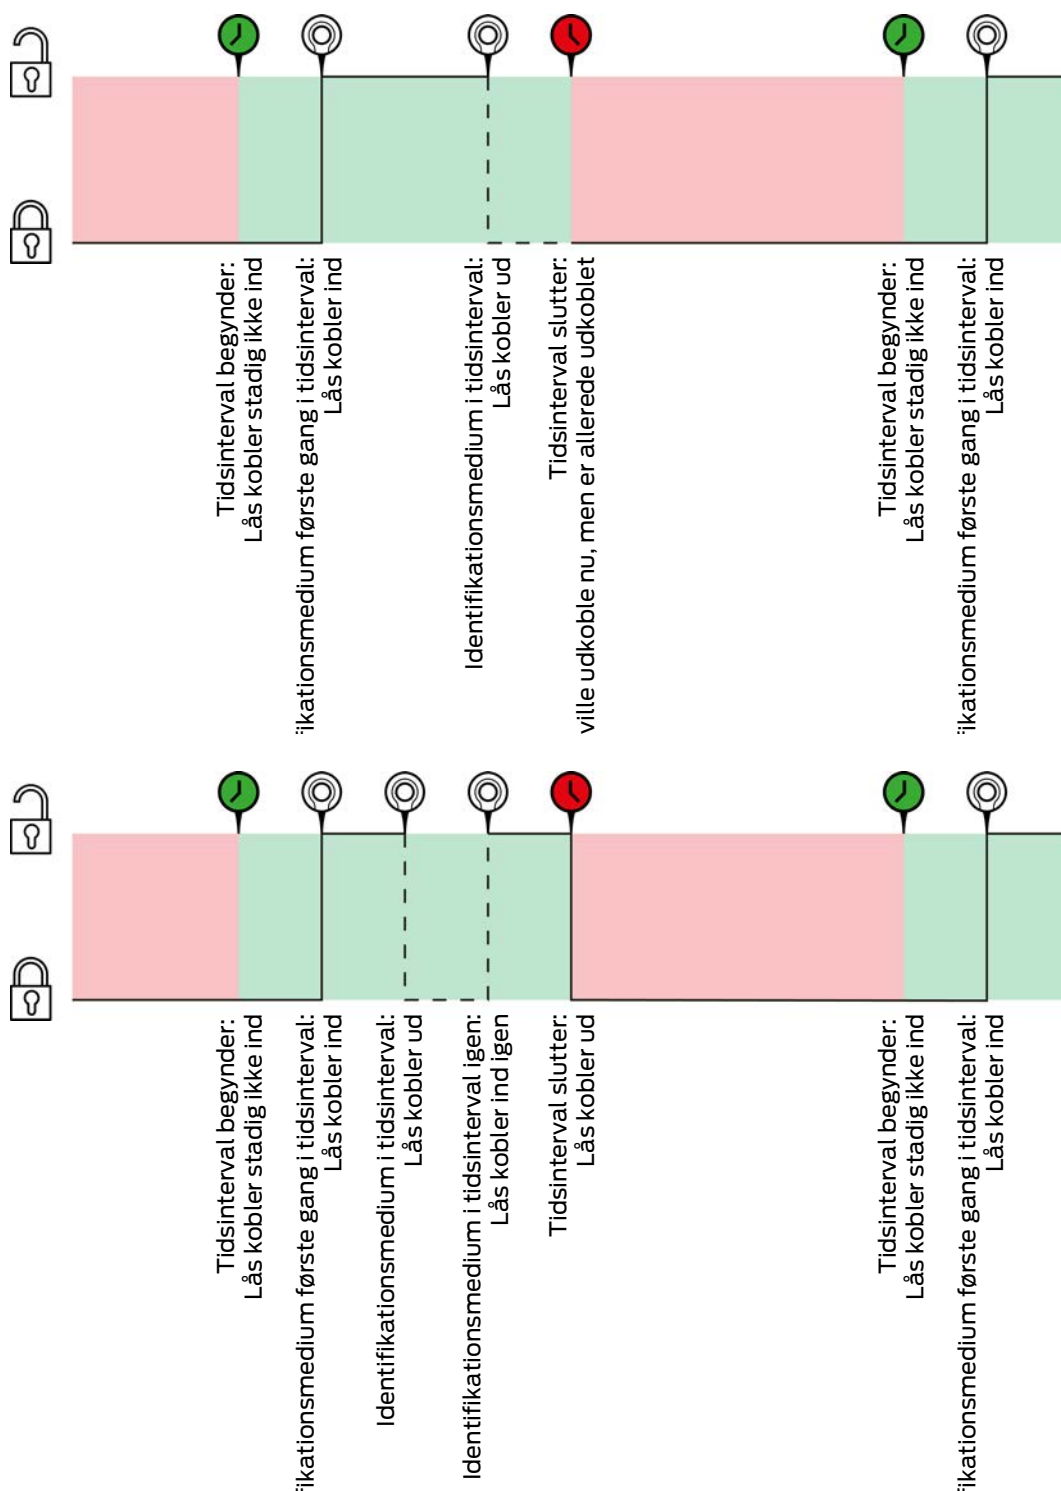 Tidsinterval begynder:
Lås kobler stadig ikke ind
ikationsmedium første gang i tidsinterval:
Lås kobler ind
Identifikationsmedium i tidsinterval:
Lås kobler ud
Tidsinterval slutter:
ville udkoble nu, men er allerede udkoblet
Tidsinterval begynder:
Lås kobler stadig ikke ind
ikationsmedium første gang i tidsinterval:
Lås kobler ind
Tidsinterval begynder:
Lås kobler stadig ikke ind
fikationsmedium første gang i tidsinterval:
Lås kobler ind
Identifikationsmedium i tidsinterval:
Lås kobler ud
Identifikationsmedium i tidsinterval igen:
Lås kobler ind igen
Tidsinterval slutter:
Lås kobler ud
Tidsinterval begynder:
Lås kobler stadig ikke ind
fikationsmedium første gang i tidsinterval:
Lås kobler ind